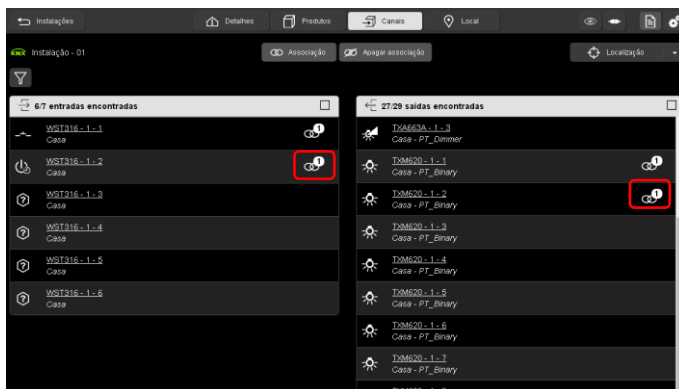 Instalações
Detalhes
Produtos
Canais
Local
KNX Instalação - 01
Associação
Apagar associação
Localização
6/7 entradas encontradas
WST316 - 1 - 1
Casa
1
WST316 - 1 - 2
Casa
1
WST316 - 1 - 3
Casa
WST316 - 1 - 4
Casa
WST316 - 1 - 5
Casa
WST316 - 1 - 6
Casa
27/29 saídas encontradas
TXA663A - 1 - 3
Casa - PT_Dimmer
TXM620 - 1 - 1
Casa - PT_Binary
1
TXM620 - 1 - 2
Casa - PT_Binary
1
TXM620 - 1 - 3
Casa - PT_Binary
TXM620 - 1 - 4
Casa - PT_Binary
TXM620 - 1 - 5
Casa - PT_Binary
TXM620 - 1 - 6
Casa - PT_Binary
TXM620 - 1 - 7
Casa - PT_Binary